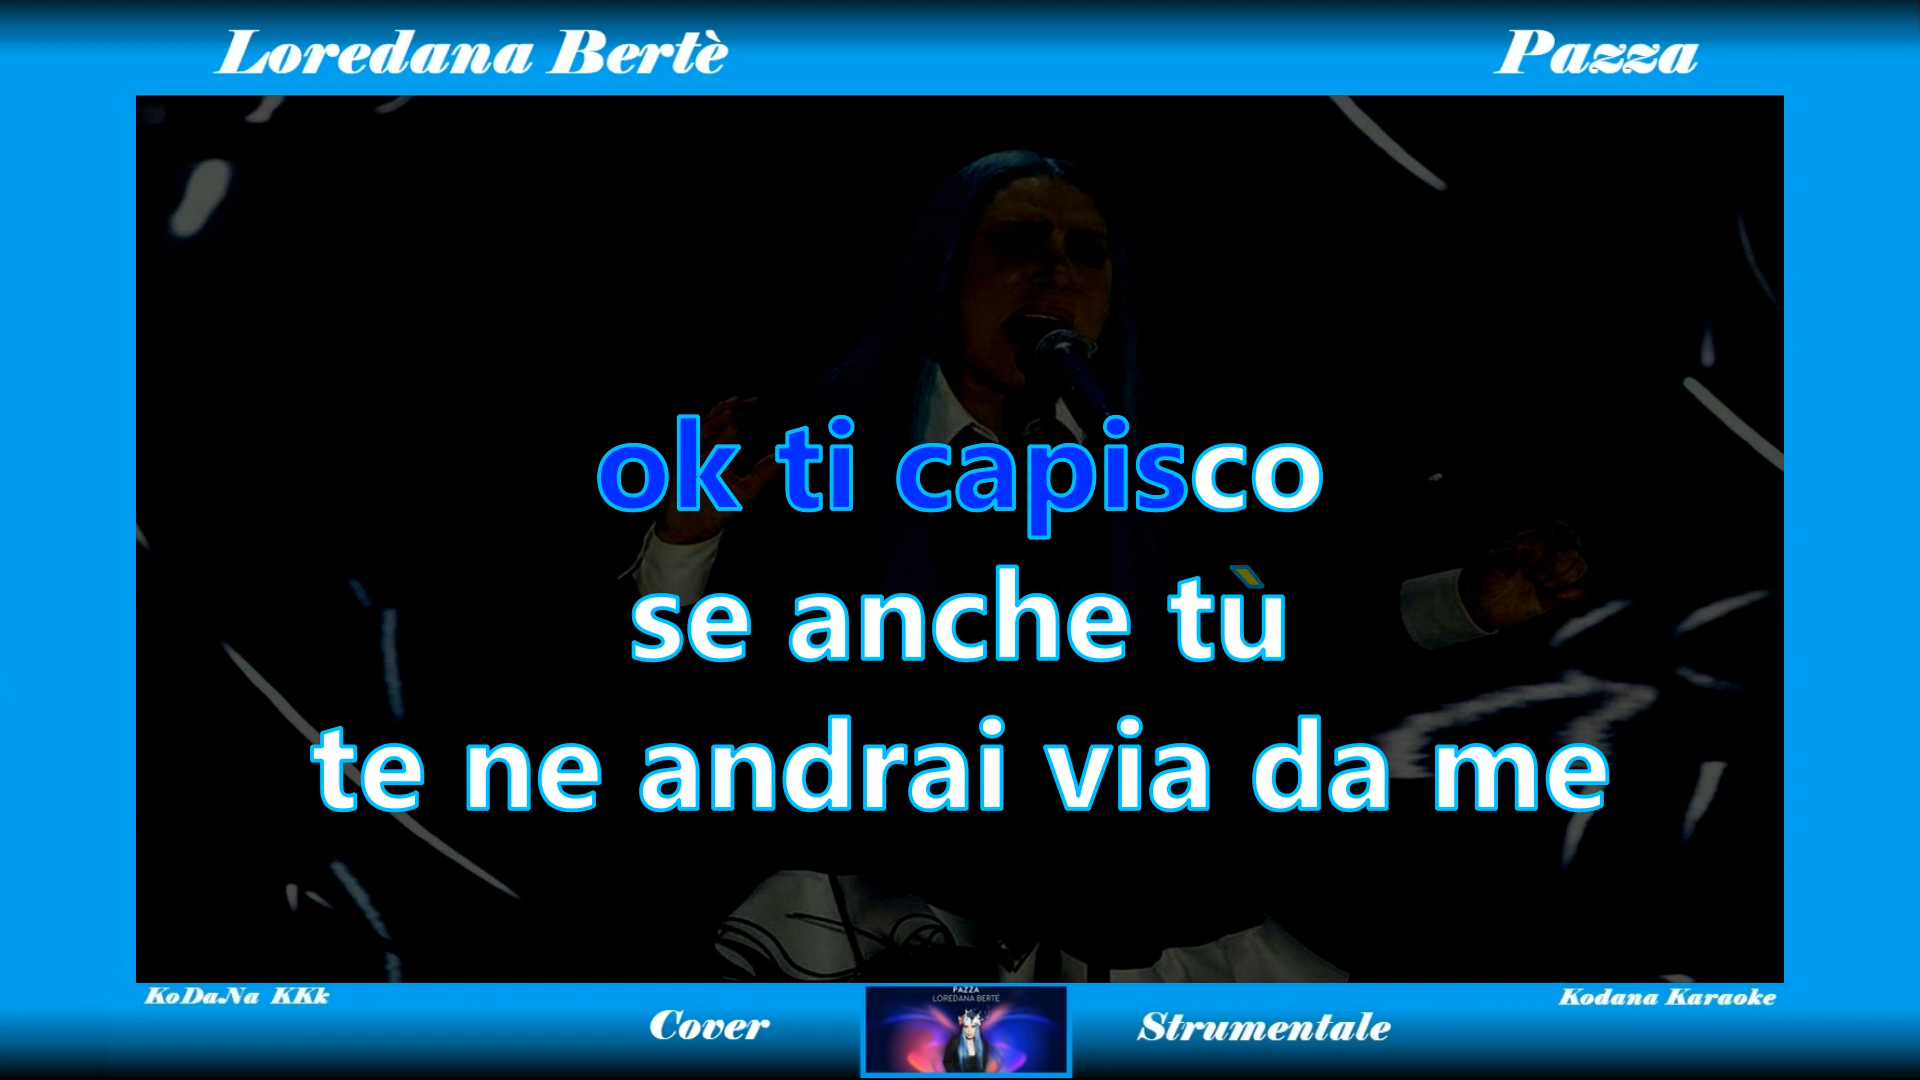 Loredana Bertè
Pazza
ok ti capisco
se anche tù
te ne andrai via da me
KoDaNa KKk
Kodana Karaoke
Cover
PAZZA
LOREDANA BERTÈ
Strumentale